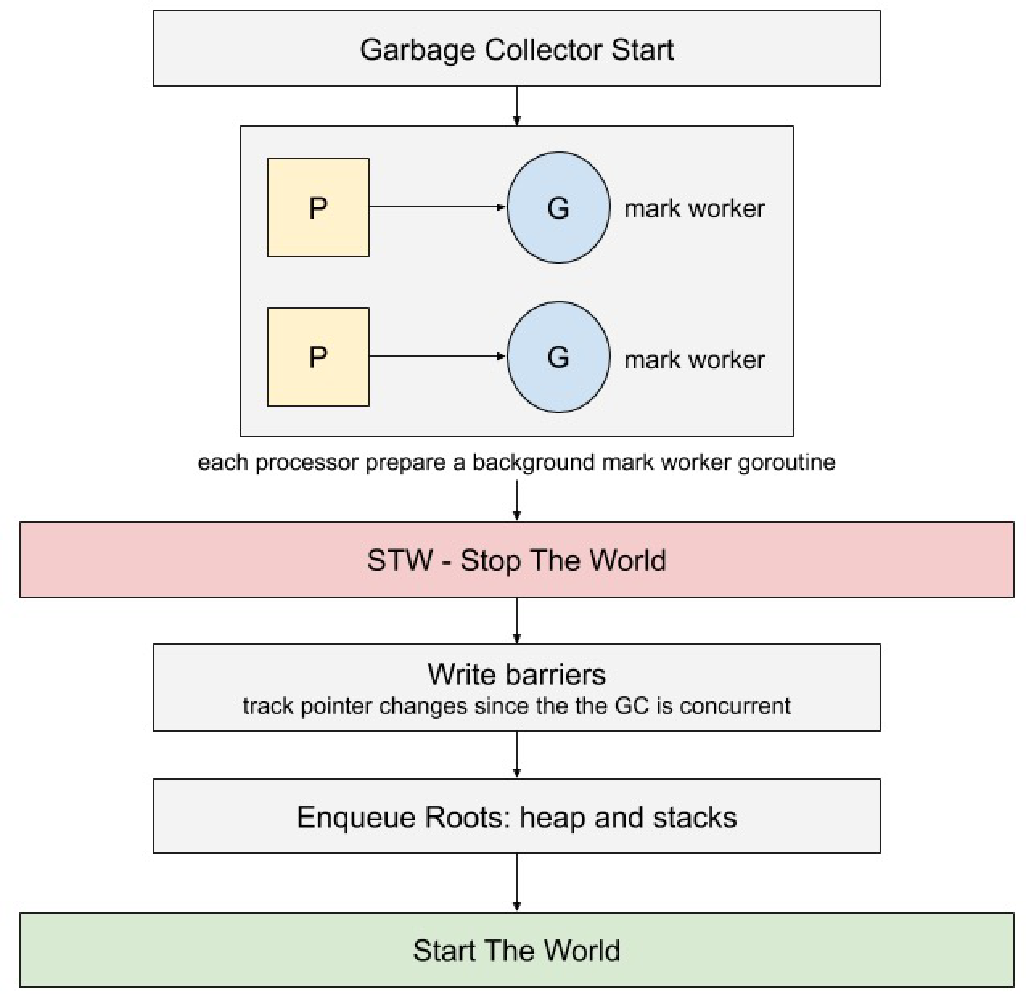 Garbage Collector Start
P
G
mark worker
P
G
mark worker
each processor prepare a background mark worker goroutine
STW - Stop The World
Write barriers
track pointer changes since the the GC is concurrent
Enqueue Roots: heap and stacks
Start The World